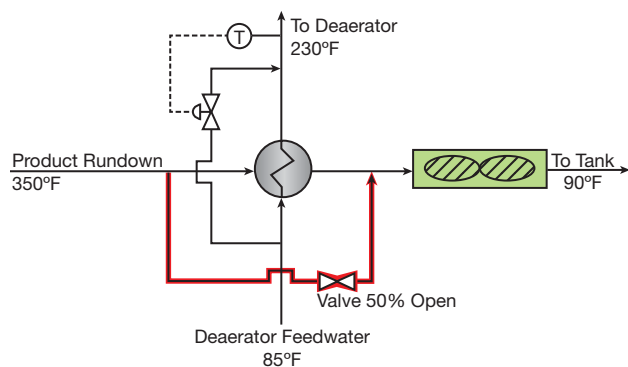 To Deaerator
230ºF
T
Product Rundown
350ºF
To Tank
90ºF
Valve 50% Open
Deaerator Feedwater
85ºF